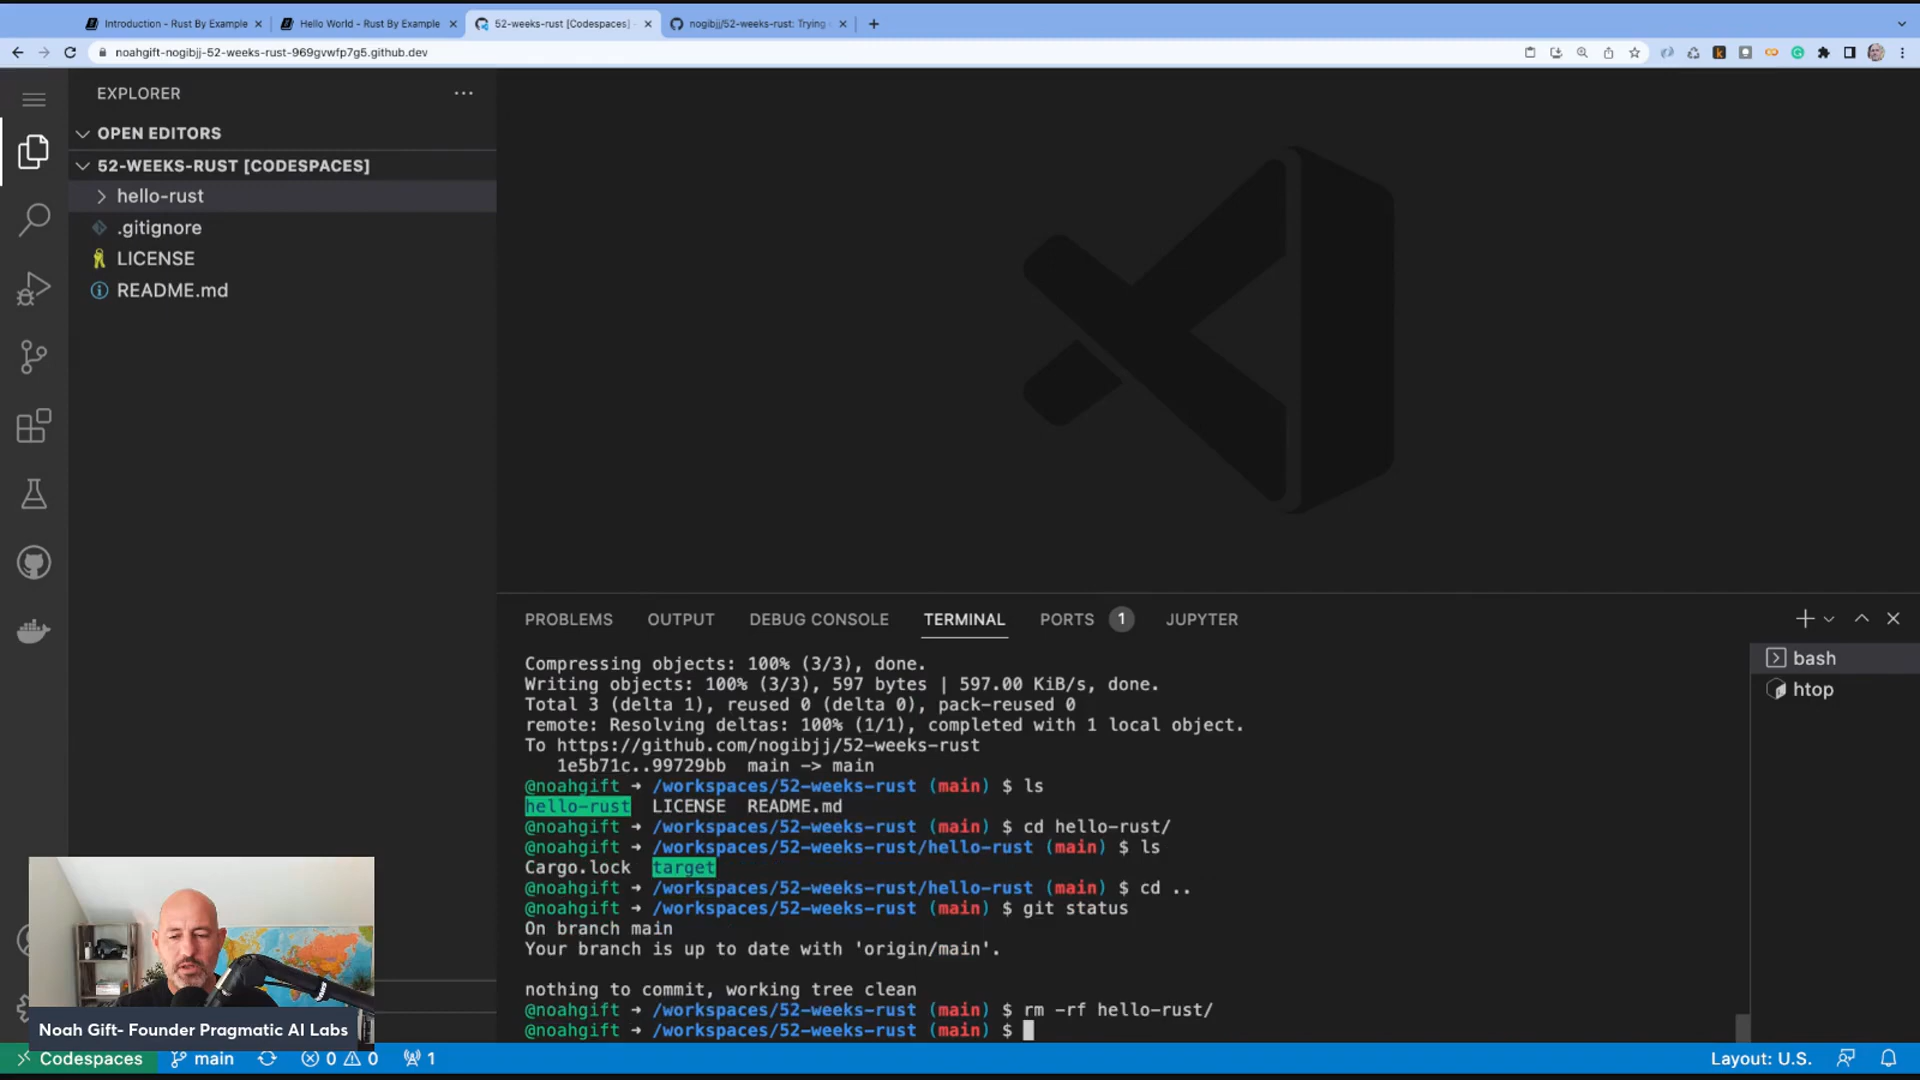 Introduction - Rust By Example
Hello World - Rust By Example
52-weeks-rust [Codespaces]
nogibjj/52-weeks-rust: Trying
noahgift-nogibjj-52-weeks-rust-969gvwfp7g5.github.dev
EXPLORER
OPEN EDITORS
52-WEEKS-RUST [CODESPACES]
hello-rust
.gitignore
LICENSE
README.md
PROBLEMS OUTPUT DEBUG CONSOLE TERMINAL PORTS 1 JUPYTER
bash
htop
Compressing objects: 100% (3/3), done.
Writing objects: 100% (3/3), 597 bytes | 597.00 KiB/s, done.
Total 3 (delta 1), reused 0 (delta 0), pack-reused 0
remote: Resolving deltas: 100% (1/1), completed with 1 local object.
To https://github.com/nogibjj/52-weeks-rust
1e5b71c..99729bb main -> main
@noahgift ➜ /workspaces/52-weeks-rust (main) $ ls
hello-rust LICENSE README.md
@noahgift ➜ /workspaces/52-weeks-rust (main) $ cd hello-rust/
@noahgift ➜ /workspaces/52-weeks-rust/hello-rust (main) $ ls
Cargo.lock target
@noahgift ➜ /workspaces/52-weeks-rust/hello-rust (main) $ cd ..
@noahgift ➜ /workspaces/52-weeks-rust (main) $ git status
On branch main
Your branch is up to date with 'origin/main'.
nothing to commit, working tree clean
@noahgift ➜ /workspaces/52-weeks-rust (main) $ rm -rf hello-rust/
@noahgift ➜ /workspaces/52-weeks-rust (main) $
Noah Gift- Founder Pragmatic AI Labs
Codespaces main 0 0 1 Layout: U.S.